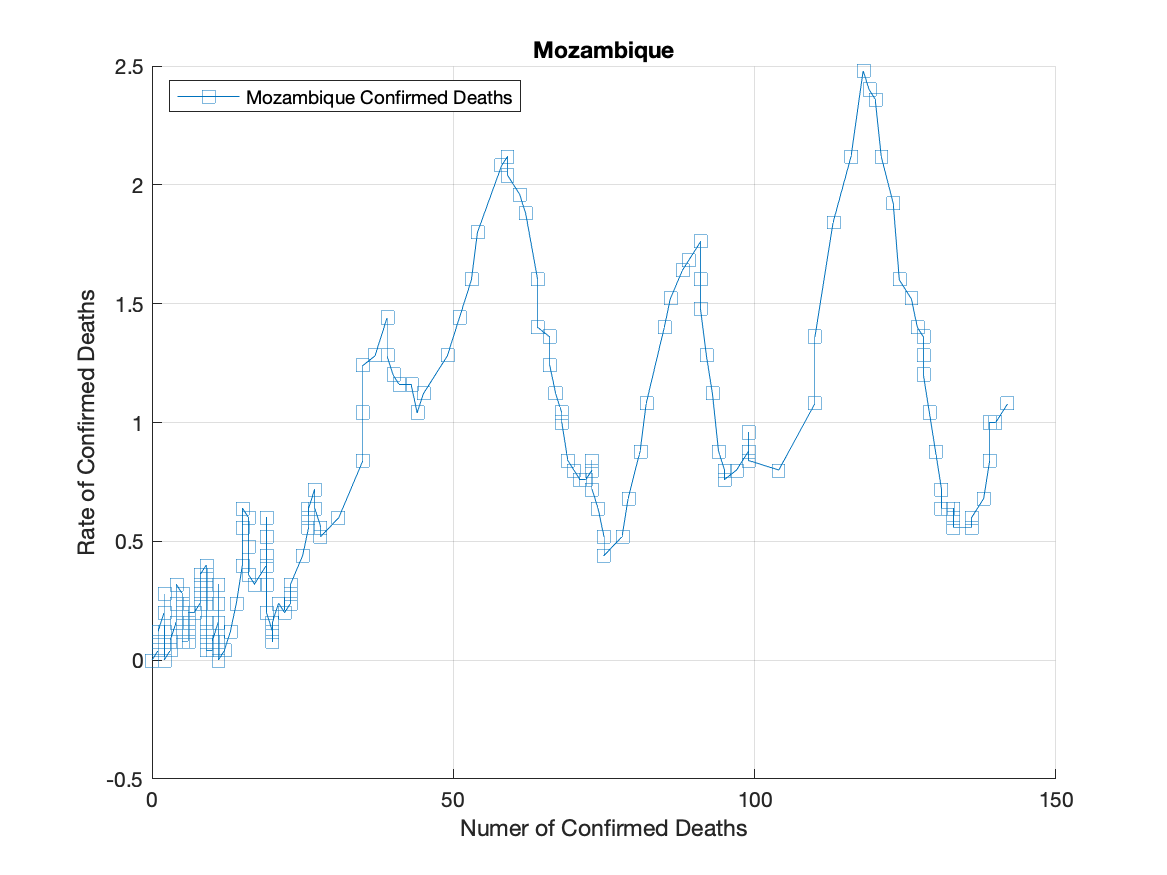 Mozambique
Mozambique Confirmed Deaths
2.5
2
1.5
1
0.5
0
-0.5
Rate of Confirmed Deaths
0
50
100
150
Numer of Confirmed Deaths